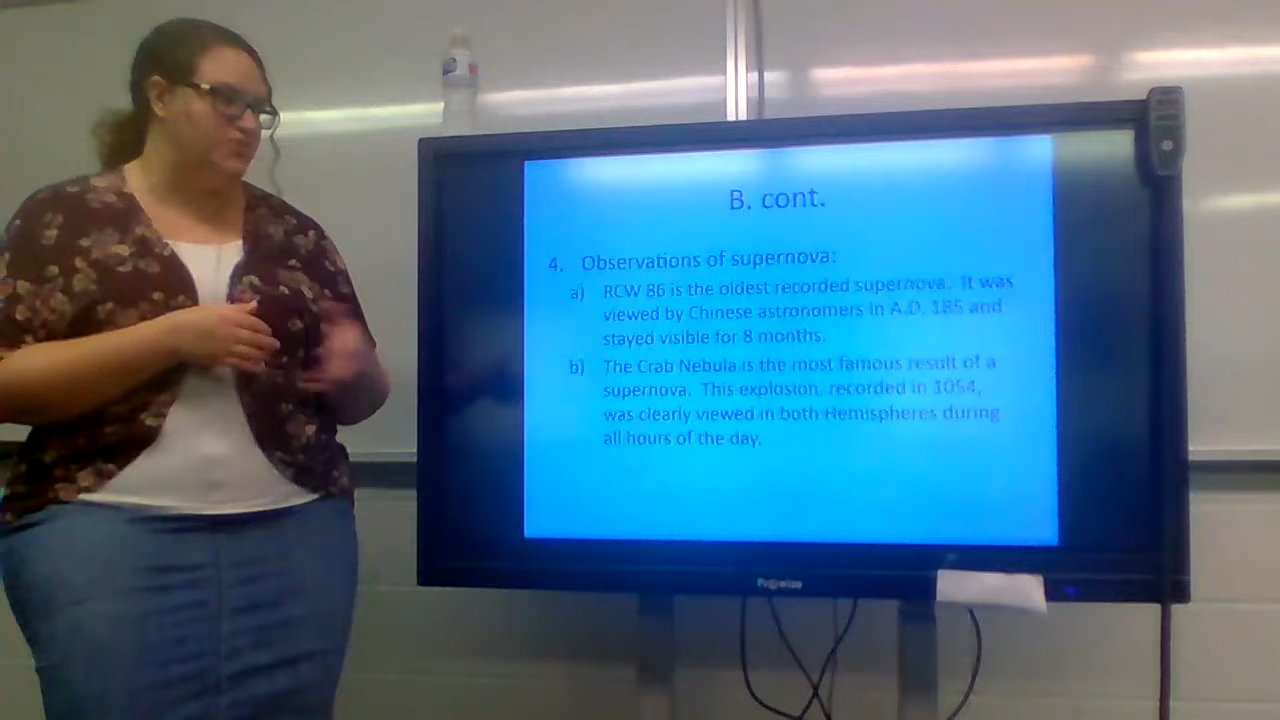 B. cont.
4. Observations of supernova:
a) RCW 86 is the oldest recorded supernova. It was
viewed by Chinese astronomers in A.D. 185 and
stayed visible for 8 months.
b) The Crab Nebula is the most famous result of a
supernova. This explosion, recorded in 1054,
was clearly viewed in both Hemispheres during
all hours of the day.